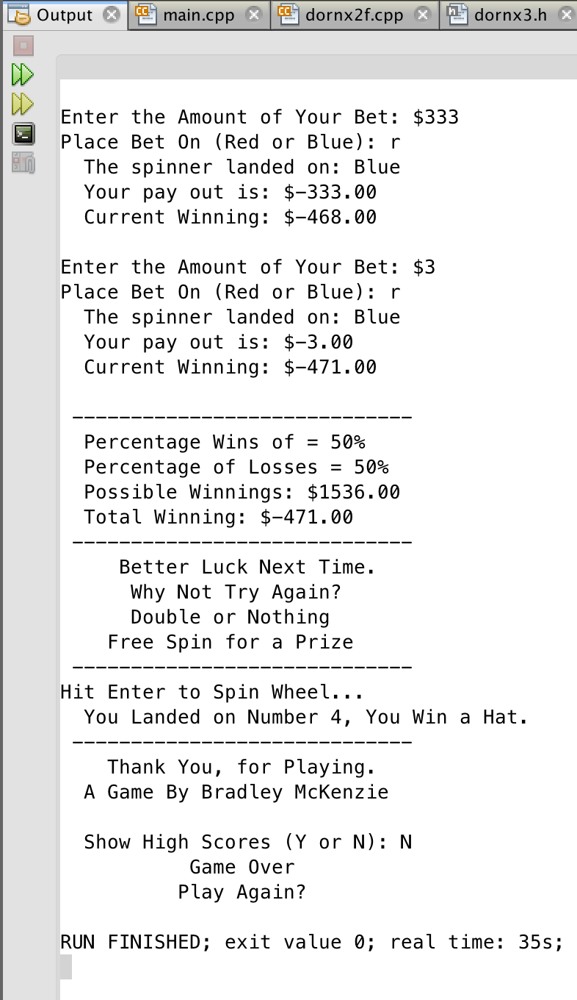 Output main.cpp dornx2f.cpp dornx3.h
Enter the Amount of Your Bet: $333
Place Bet On (Red or Blue): r
The spinner landed on: Blue
Your pay out is: $-333.00
Current Winning: $-468.00
Enter the Amount of Your Bet: $3
Place Bet On (Red or Blue): r
The spinner landed on: Blue
Your pay out is: $-3.00
Current Winning: $-471.00
-----------------------------
Percentage Wins of = 50%
Percentage of Losses = 50%
Possible Winnings: $1536.00
Total Winning: $-471.00
-----------------------------
Better Luck Next Time.
Why Not Try Again?
Double or Nothing
Free Spin for a Prize
-----------------------------
Hit Enter to Spin Wheel...
You Landed on Number 4, You Win a Hat.
-----------------------------
Thank You, for Playing.
A Game By Bradley McKenzie
Show High Scores (Y or N): N
Game Over
Play Again?
RUN FINISHED; exit value 0; real time: 35s;